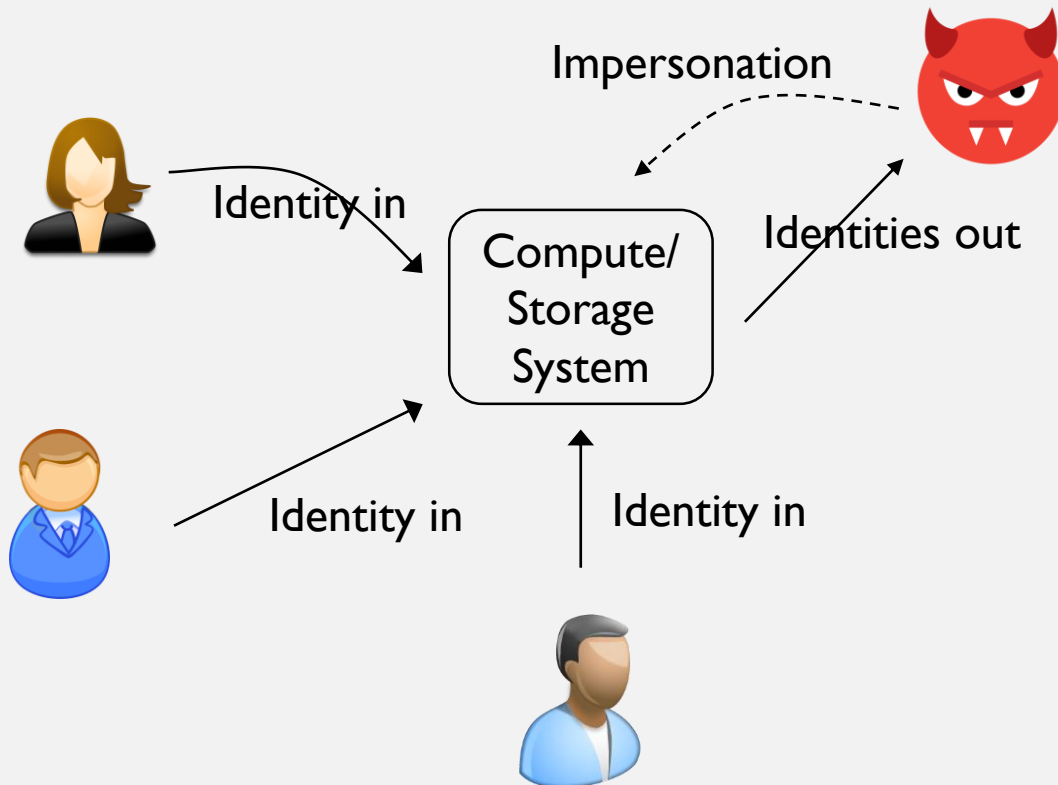 Impersonation
Identity in
Identities out
Compute/
Storage
System
Identity in
Identity in